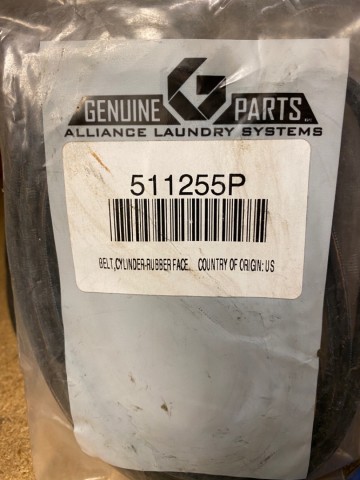 GENUINE G PARTS
ALLIANCE LAUNDRY SYSTEMS
511255P
BELT,CYLINDER-RUBBER FACE. COUNTRY OF ORIGIN: US